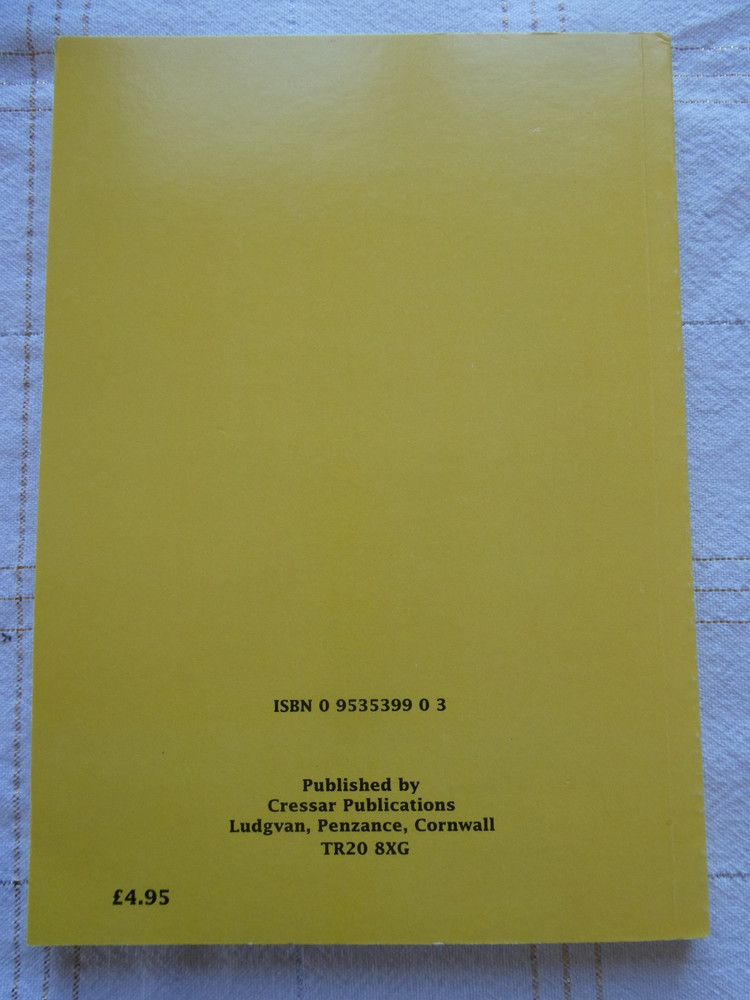 ISBN 0 9535399 0 3
Published by
Cressar Publications
Ludgvan, Penzance, Cornwall
TR20 8XG
£4.95